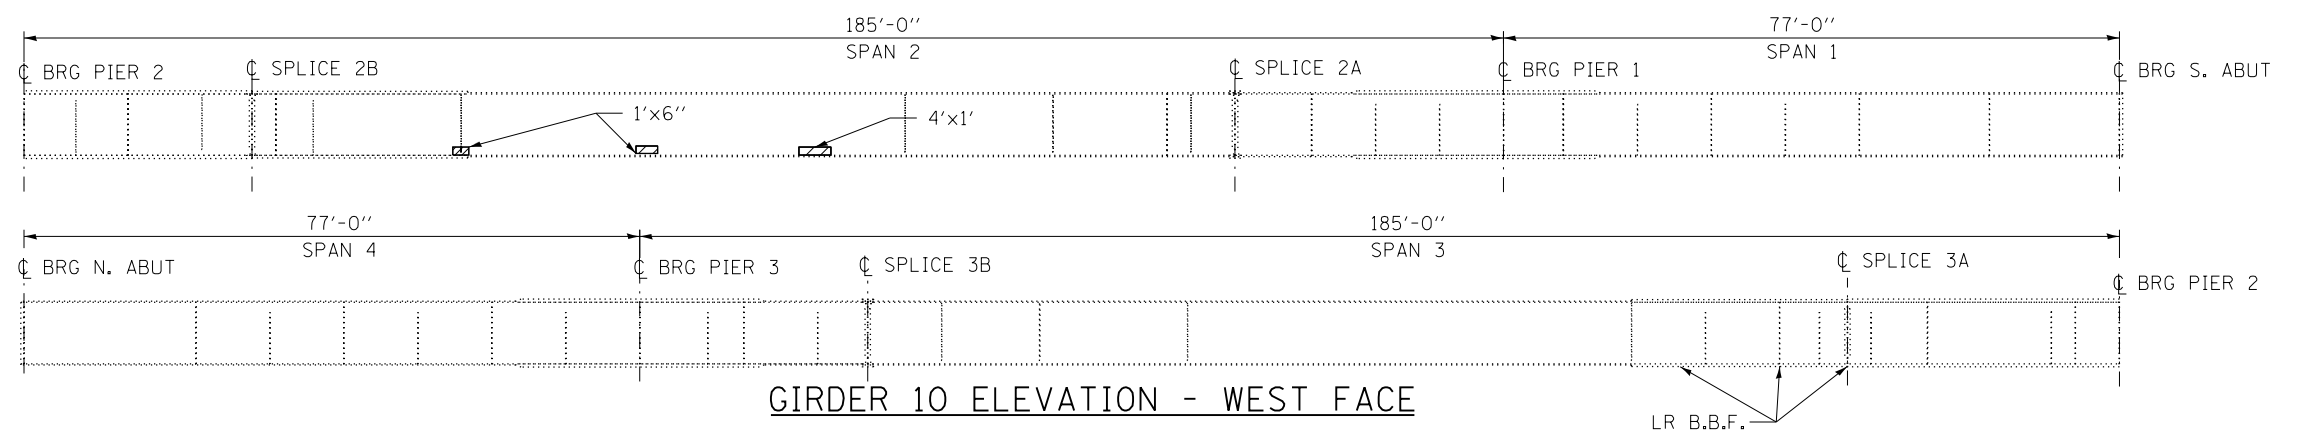 185'-0" 77'-0"
SPAN 2 SPAN 1
℄ BRG PIER 2 ℄ SPLICE 2B ℄ SPLICE 2A ℄ BRG PIER 1 ℄ BRG S. ABUT
1'x6" 4'x1'
77'-0" 185'-0"
SPAN 4 SPAN 3
℄ BRG N. ABUT ℄ BRG PIER 3 ℄ SPLICE 3B ℄ SPLICE 3A ℄ BRG PIER 2
LR B.B.F.
GIRDER 10 ELEVATION - WEST FACE